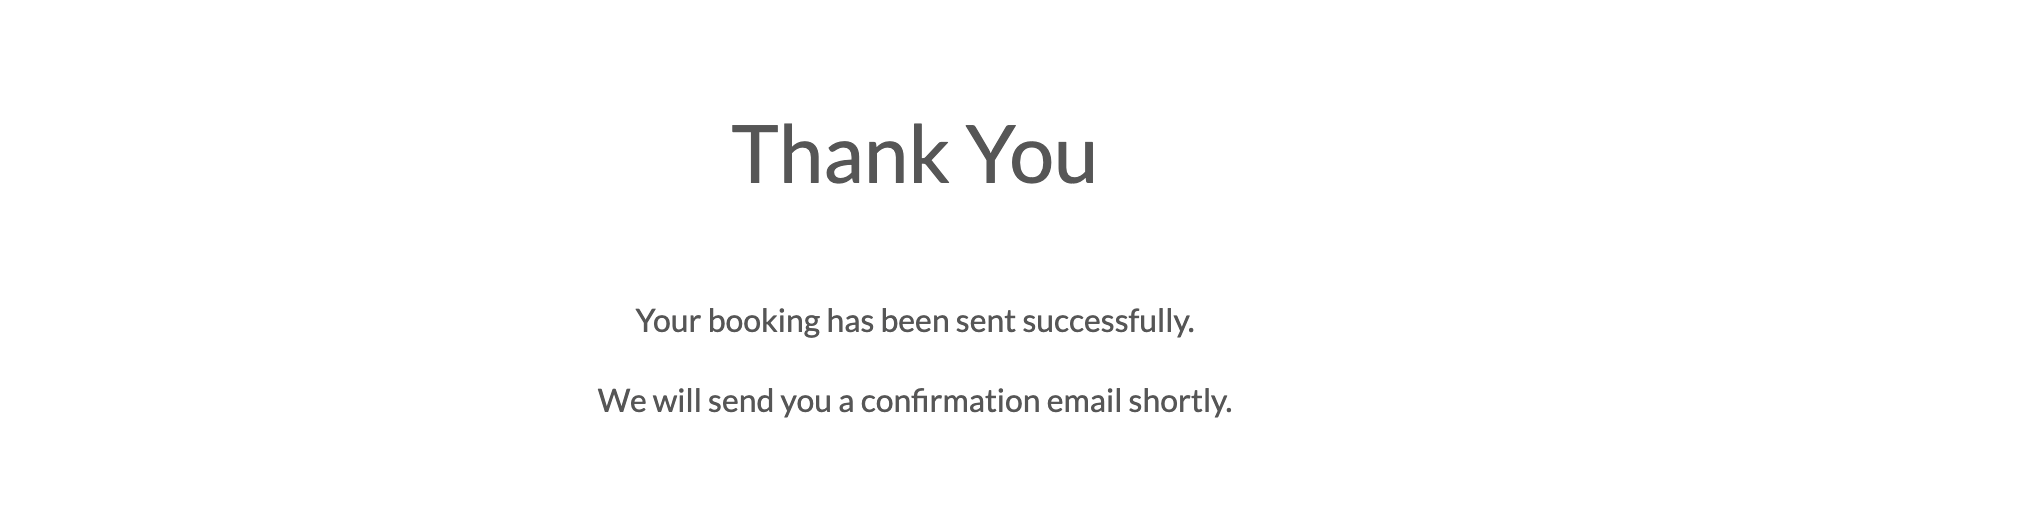 Thank You
Your booking has been sent successfully.
We will send you a confirmation email shortly.